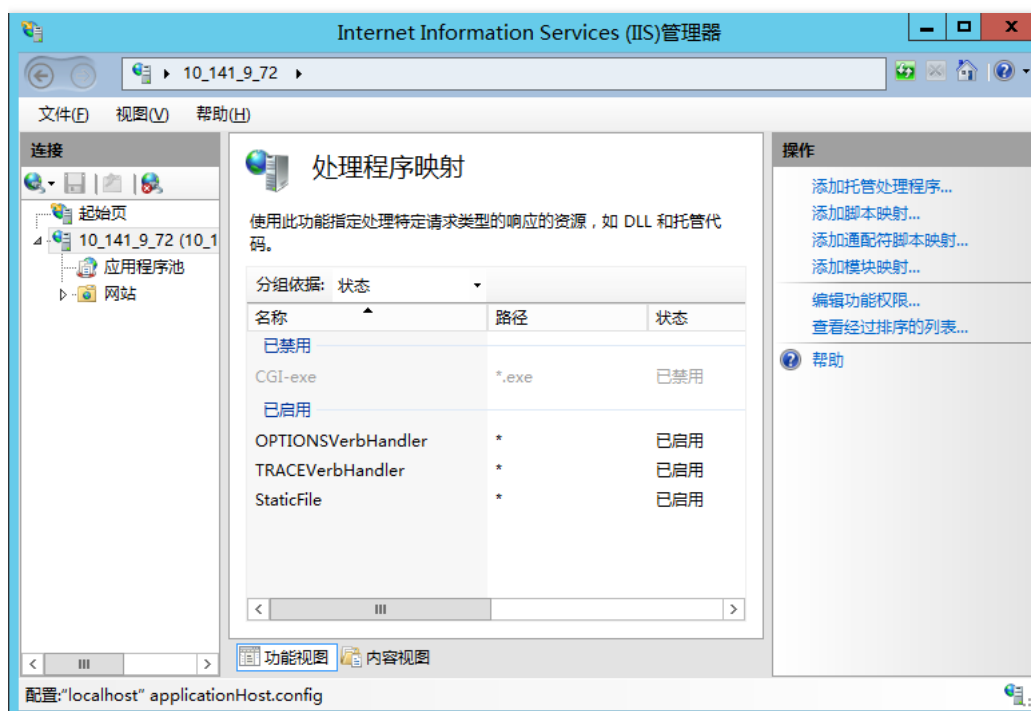 Internet Information Services (IIS)管理器
10_141_9_72
文件(F) 视图(V) 帮助(H)
连接
起始页
10_141_9_72 (10_1
应用程序池
网站
处理程序映射
使用此功能指定处理特定请求类型的响应的资源，如 DLL 和托管代
码。
分组依据: 状态
名称 路径 状态
已禁用
CGI-exe *.exe 已禁用
已启用
OPTIONSVerbHandler * 已启用
TRACEVerbHandler * 已启用
StaticFile * 已启用
功能视图 内容视图
操作
添加托管处理程序...
添加脚本映射...
添加通配符脚本映射...
添加模块映射...
编辑功能权限...
查看经过排序的列表...
帮助
配置:"localhost" applicationHost.config